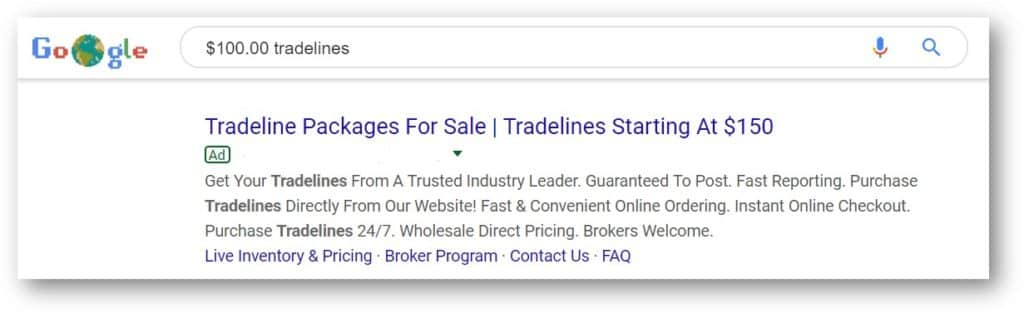 Google
$100.00 tradelines
Tradeline Packages For Sale | Tradelines Starting At $150
Ad
Get Your Tradelines From A Trusted Industry Leader. Guaranteed To Post. Fast Reporting. Purchase
Tradelines Directly From Our Website! Fast & Convenient Online Ordering. Instant Online Checkout.
Purchase Tradelines 24/7. Wholesale Direct Pricing. Brokers Welcome.
Live Inventory & Pricing · Broker Program · Contact Us · FAQ